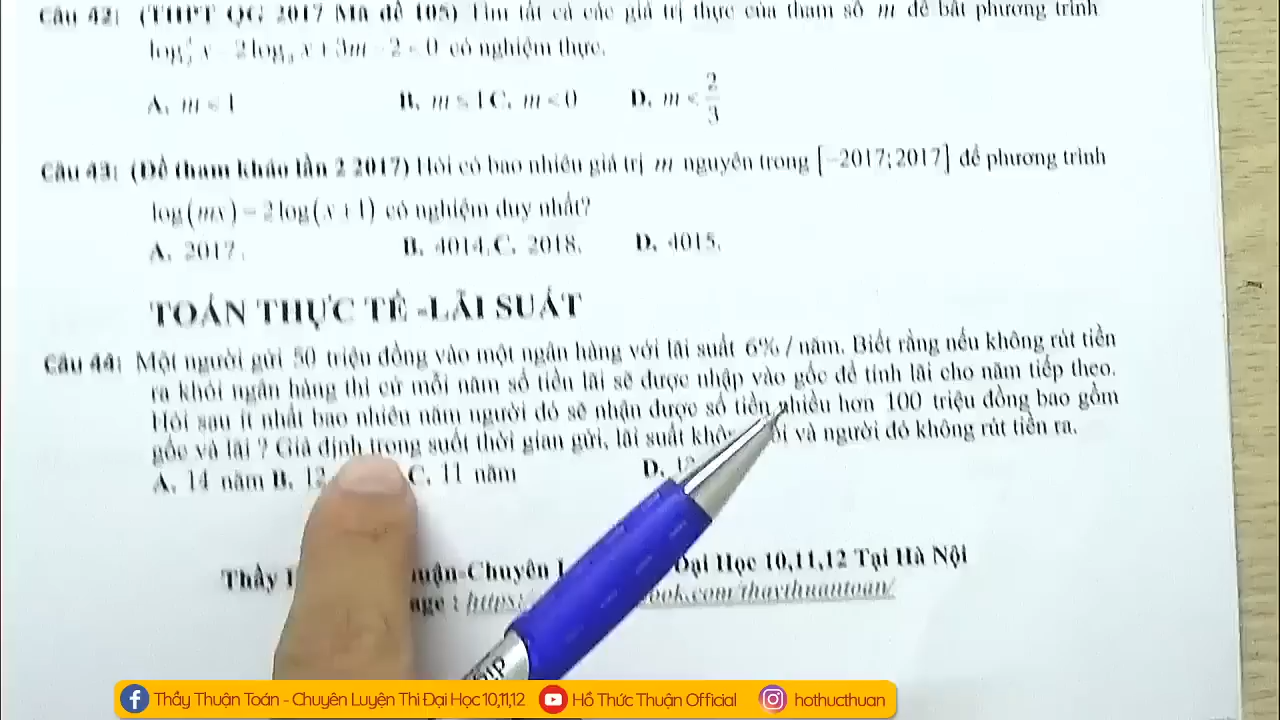 Câu 42: (THPT QG 2017 Mã đề 105) Tìm tất cả các giá trị thực của tham số m để bất phương trình
có nghiệm thực.
A. m < 1 B. m ≤ 1 C. m < 0 D. m < 2/3
Câu 43: (Đề tham khảo lần 2 2017) Hỏi có bao nhiêu giá trị m nguyên trong [−2017;2017] để phương trình
log(mx) = 2log(x+1) có nghiệm duy nhất?
A. 2017. B. 4014. C. 2018. D. 4015.
TOÁN THỰC TẾ -LÃI SUẤT
Câu 44: Một người gửi 50 triệu đồng vào một ngân hàng với lãi suất 6% / năm. Biết rằng nếu không rút tiền
ra khỏi ngân hàng thì cứ mỗi năm số tiền lãi sẽ được nhập vào gốc để tính lãi cho năm tiếp theo.
Hỏi sau ít nhất bao nhiêu năm người đó sẽ nhận được số tiền nhiều hơn 100 triệu đồng bao gồm
gốc và lãi ? Giả định trong suốt thời gian gửi, lãi suất và người đó không rút tiền ra.
A. 14 năm B. C. 11 năm D.
Thầy Đại Học 10,11,12 Tại Hà Nội
Thầy Thuận Toán - Chuyên Luyện Thi Đại Học 10,11,12 Hồ Thức Thuận Official hothucthuan